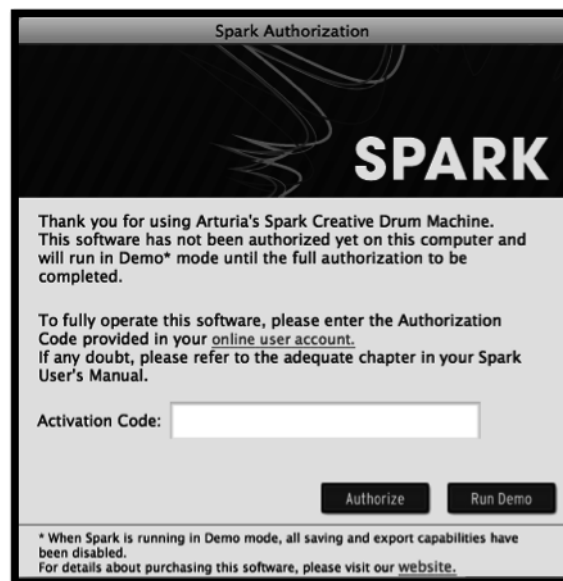 Spark Authorization
SPARK
Thank you for using Arturia's Spark Creative Drum Machine.
This software has not been authorized yet on this computer and
will run in Demo* mode until the full authorization to be
completed.
To fully operate this software, please enter the Authorization
Code provided in your online user account.
If any doubt, please refer to the adequate chapter in your Spark
User's Manual.
Activation Code:
Authorize Run Demo
* When Spark is running in Demo mode, all saving and export capabilities have
been disabled.
For details about purchasing this software, please visit our website.